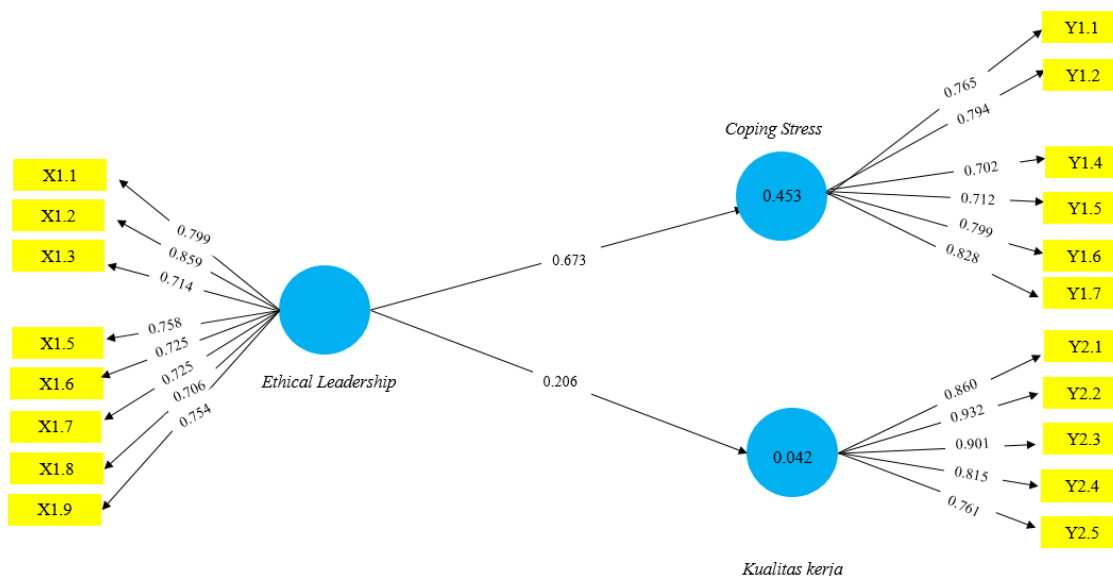 X1.1
X1.2
X1.3
X1.5
X1.6
X1.7
X1.8
X1.9
0.799
0.859
0.714
0.758
0.725
0.725
0.706
0.754
Ethical Leadership
0.673
0.206
Coping Stress
0.453
0.042
Kualitas kerja
0.765
0.794
0.702
0.712
0.799
0.828
0.860
0.932
0.901
0.815
0.761
Y1.1
Y1.2
Y1.4
Y1.5
Y1.6
Y1.7
Y2.1
Y2.2
Y2.3
Y2.4
Y2.5